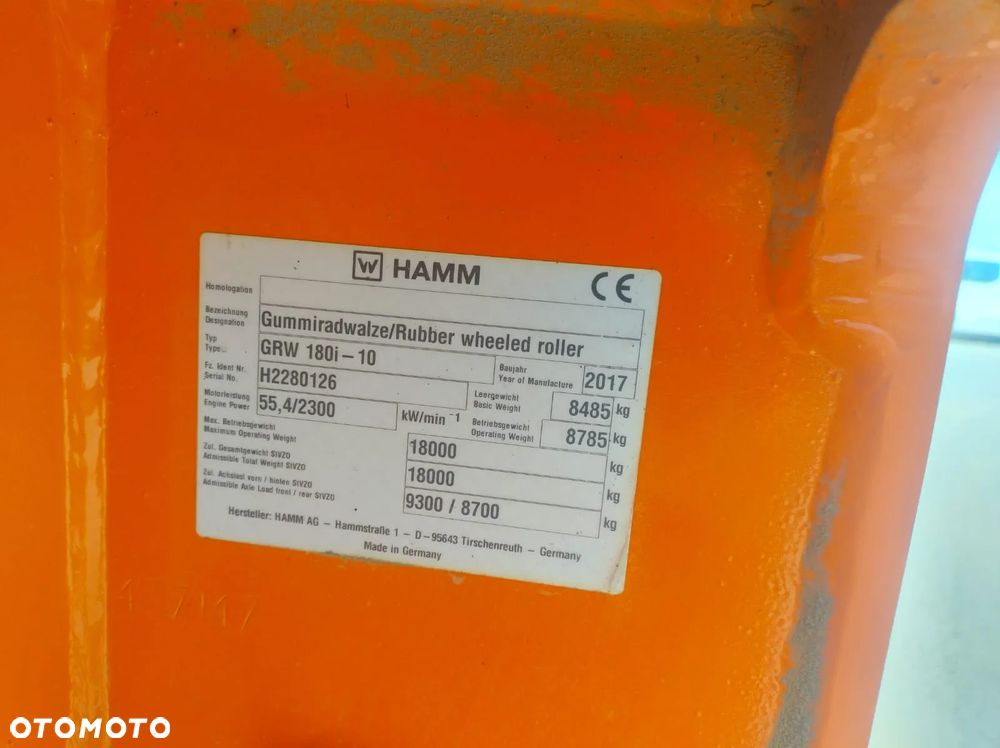 W HAMM CE
Homologation
Bezeichnung
Designation
Gummiradwalze/Rubber wheeled roller
Typ
Type
GRW 180i-10
Baujahr
Year of Manufacture
2017
Fz. Ident Nr.
Serial No.
H2280126
Leergewicht
Basic Weight
8485 kg
Motorleistung
Engine Power
55,4/2300 kW/min -1
Betriebsgewicht
Operating Weight
8785 kg
Max. Betriebsgewicht
Maximum Operating Weight
18000 kg
Zul. Gesamtgewicht StVZO
Admissible Total Weight StVZO
18000 kg
Zul. Achslast vorn / hinten StVZO
Admissible Axle Load front / rear StVZO
9300 / 8700 kg
Hersteller: HAMM AG - Hammstraße 1 - D-95643 Tirschenreuth - Germany
Made in Germany
OTOMOTO